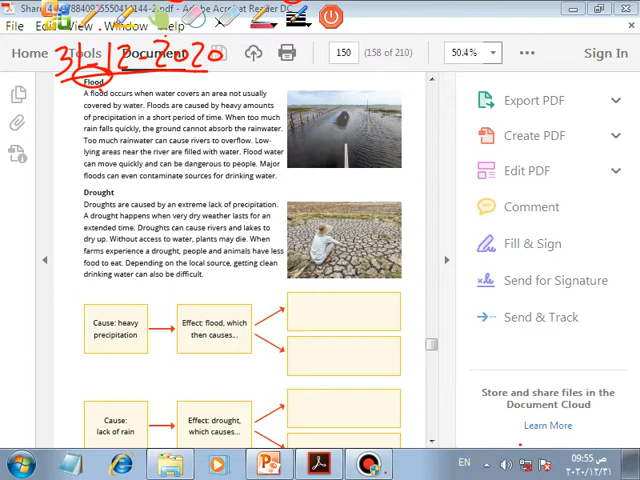 Adobe Acrobat Reader DC
File Edit View Window Help
Home Tools Document
150 (158 of 210) 50.4% Sign In
31-12-2020
Flood
A flood occurs when water covers an area not usually
covered by water. Floods are caused by heavy amounts
of precipitation in a short period of time. When too much
rain falls quickly, the ground cannot absorb the rainwater.
Too much rainwater can cause rivers to overflow. Low-
lying areas near the river are filled with water. Flood water
can move quickly and can be dangerous to people. Major
floods can even contaminate sources for drinking water.
Drought
Droughts are caused by an extreme lack of precipitation.
A drought happens when very dry weather lasts for an
extended time. Droughts can cause rivers and lakes to
dry up. Without access to water, plants may die. When
farms experience a drought, people and animals have less
food to eat. Depending on the local source, getting clean
drinking water can also be difficult.
Cause: heavy
precipitation
Effect: flood, which
then causes...
Cause:
lack of rain
Effect: drought,
which causes...
Export PDF
Create PDF
Edit PDF
Comment
Fill & Sign
Send for Signature
Send & Track
Store and share files in the
Document Cloud
Learn More
EN
09:55 ص
٢٠٢٠/١٢/٣١